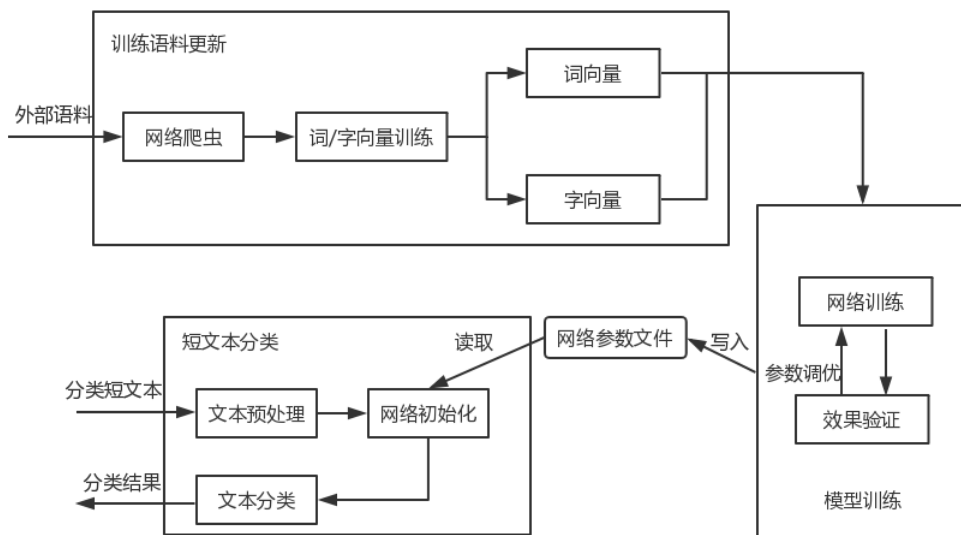 训练语料更新
外部语料
网络爬虫
词/字向量训练
词向量
字向量
网络训练
参数调优
效果验证
模型训练
写入
网络参数文件
读取
短文本分类
分类短文本
文本预处理
网络初始化
分类结果
文本分类